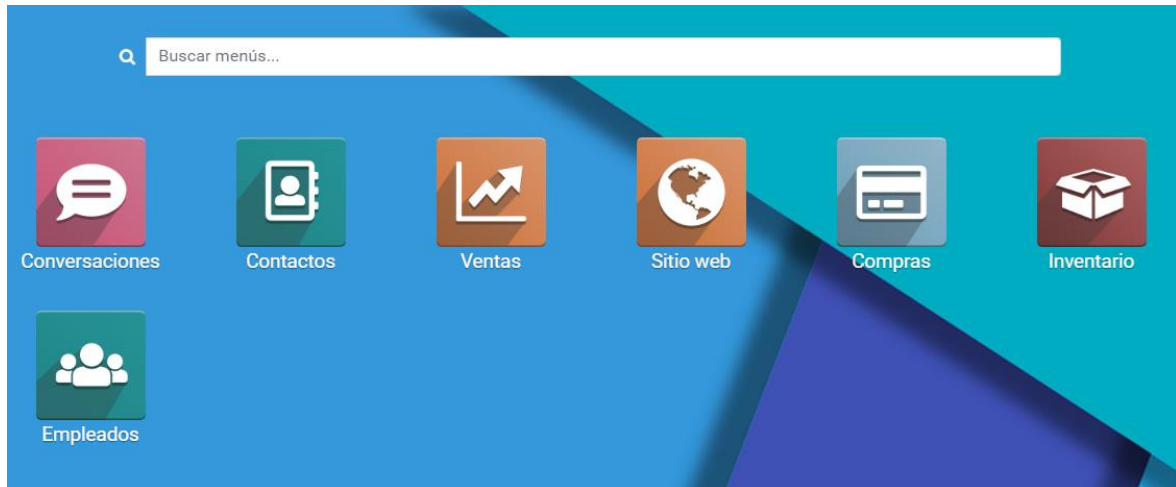 Buscar menús...
Conversaciones
Contactos
Ventas
Sitio web
Compras
Inventario
Empleados